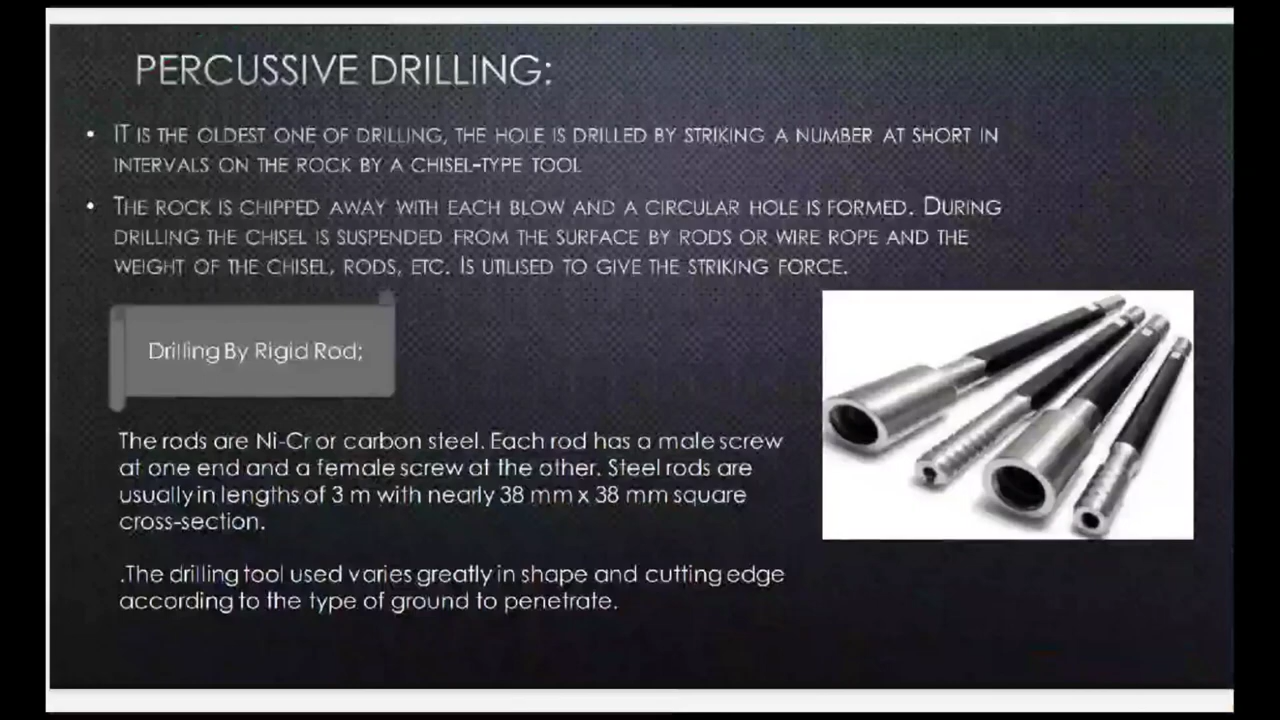 PERCUSSIVE DRILLING:
• IT IS THE OLDEST ONE OF DRILLING, THE HOLE IS DRILLED BY STRIKING A NUMBER AT SHORT IN
INTERVALS ON THE ROCK BY A CHISEL-TYPE TOOL
• THE ROCK IS CHIPPED AWAY WITH EACH BLOW AND A CIRCULAR HOLE IS FORMED. DURING
DRILLING THE CHISEL IS SUSPENDED FROM THE SURFACE BY RODS OR WIRE ROPE AND THE
WEIGHT OF THE CHISEL, RODS, ETC. IS UTILISED TO GIVE THE STRIKING FORCE.
Drilling By Rigid Rod;
The rods are Ni-Cr or carbon steel. Each rod has a male screw
at one end and a female screw at the other. Steel rods are
usually in lengths of 3 m with nearly 38 mm x 38 mm square
cross-section.
.The drilling tool used varies greatly in shape and cutting edge
according to the type of ground to penetrate.